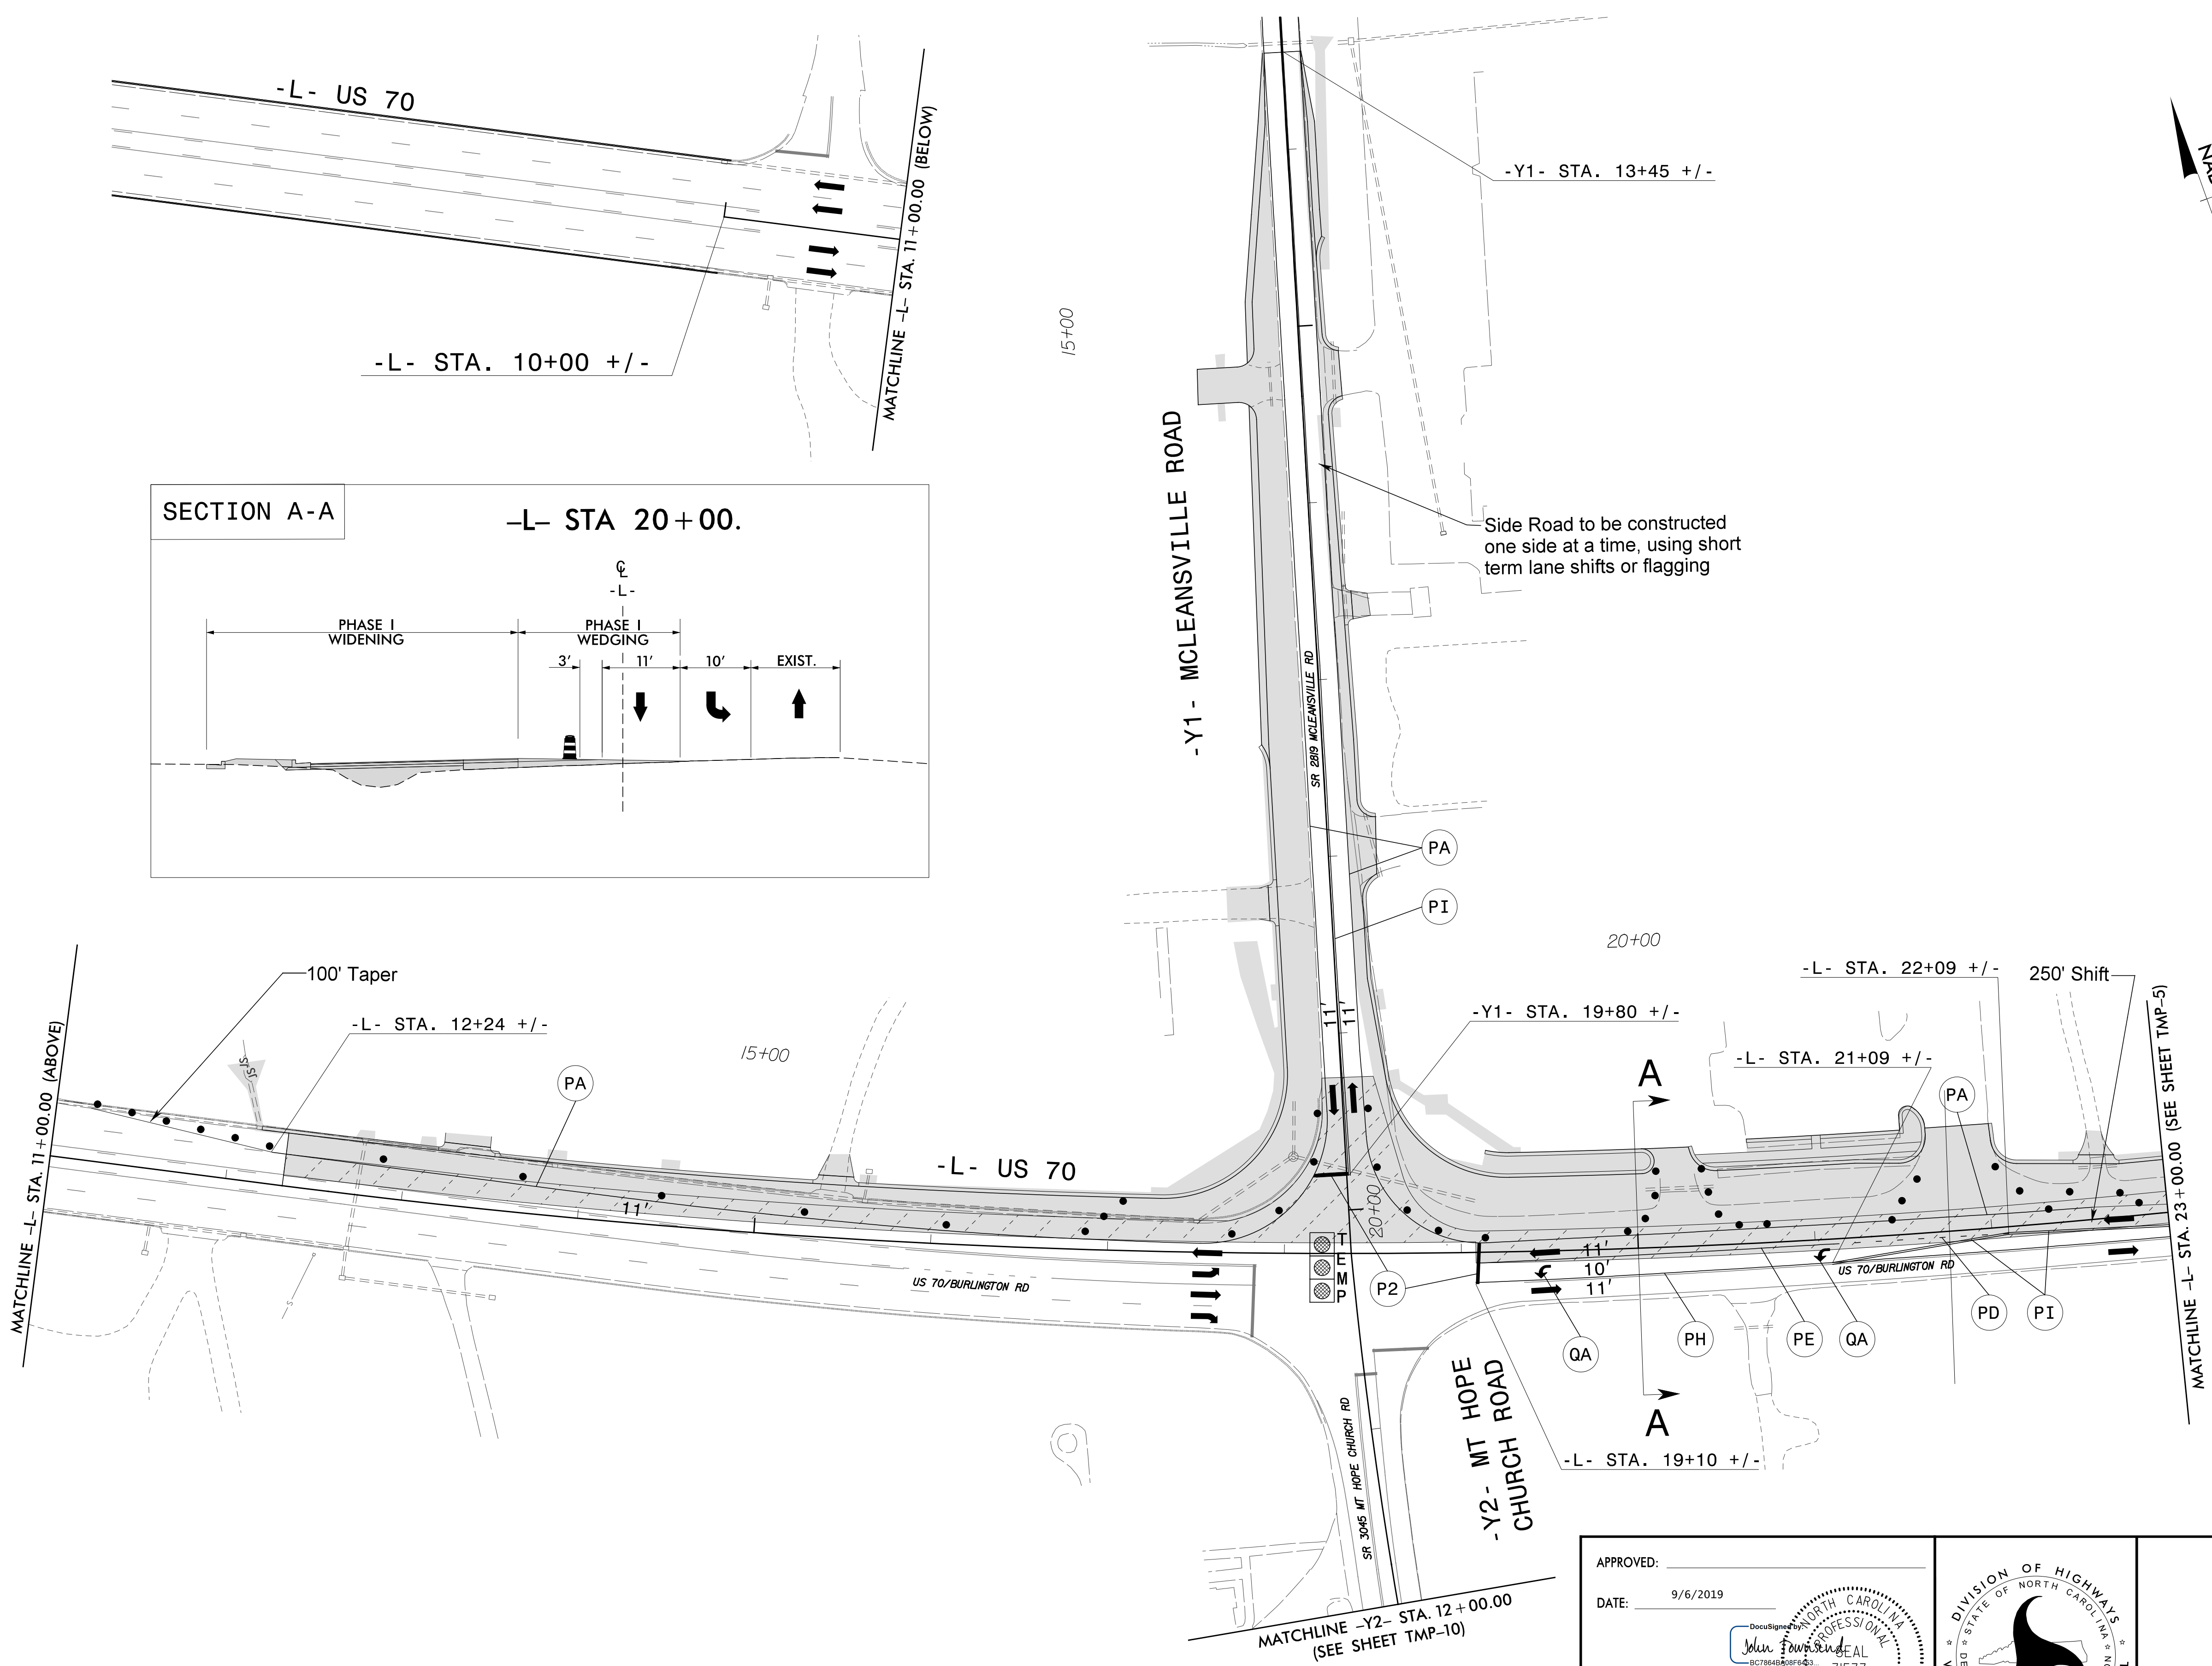 -L- US 70
MATCHLINE -L- STA. 11+00.00 (BELOW)
-L- STA. 10+00 +/-
-Y1- STA. 13+45 +/-
15+00
-Y1- MCLEANSVILLE ROAD
SR 2819 MCLEANSVILLE RD
Side Road to be constructed
one side at a time, using short
term lane shifts or flagging
SECTION A-A
-L- STA 20+00.
℄
-L-
PHASE I
WIDENING
PHASE I
WEDGING
3'
11'
10'
EXIST.
PA
PI
20+00
-L- STA. 22+09 +/-
250' Shift
100' Taper
-L- STA. 12+24 +/-
-Y1- STA. 19+80 +/-
-L- STA. 21+09 +/-
MATCHLINE -L- STA. 11+00.00 (ABOVE)
MATCHLINE -L- STA. 23+00.00 (SEE SHEET TMP-5)
15+00
PA
PA
11'
11'
A
-L- US 70
11'
20+00
TEMP
P2
11'
10'
11'
US 70/BURLINGTON RD
US 70/BURLINGTON RD
QA
PH
PE
QA
PD
PI
A
-L- STA. 19+10 +/-
-Y2- MT HOPE
CHURCH ROAD
SR 3045 MT HOPE CHURCH RD
MATCHLINE -Y2- STA. 12+00.00
(SEE SHEET TMP-10)
APPROVED:
DATE: 9/6/2019
DocuSigned by:
John Townsend
NORTH CAROLINA
PROFESSIONAL
SEAL
DIVISION OF HIGHWAYS
STATE OF NORTH CAROLINA